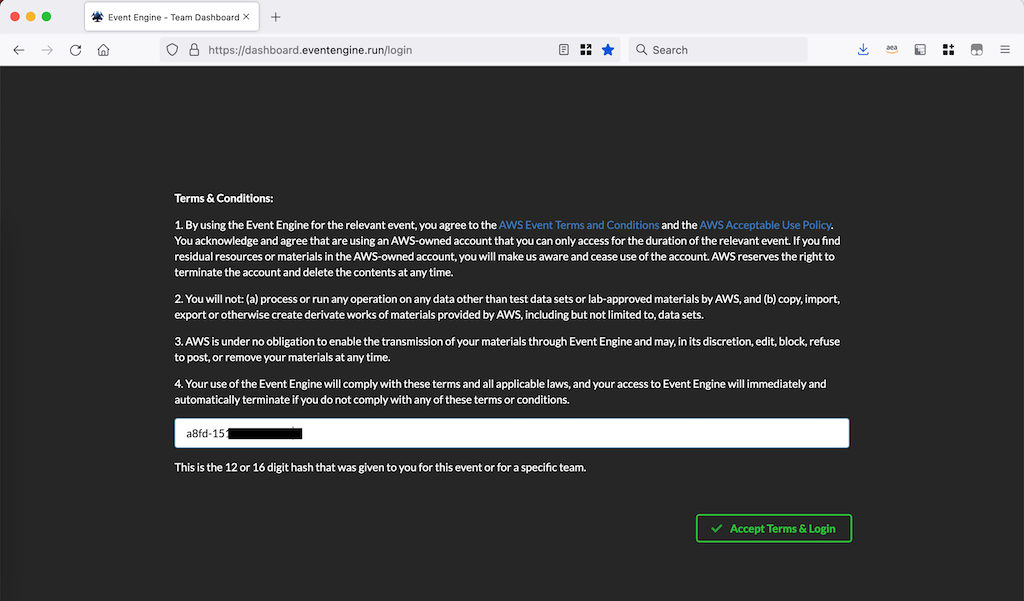 Event Engine - Team Dashboard
https://dashboard.eventengine.run/login
Search
aea
Terms & Conditions:
1. By using the Event Engine for the relevant event, you agree to the AWS Event Terms and Conditions and the AWS Acceptable Use Policy.
You acknowledge and agree that are using an AWS-owned account that you can only access for the duration of the relevant event. If you find
residual resources or materials in the AWS-owned account, you will make us aware and cease use of the account. AWS reserves the right to
terminate the account and delete the contents at any time.
2. You will not: (a) process or run any operation on any data other than test data sets or lab-approved materials by AWS, and (b) copy, import,
export or otherwise create derivate works of materials provided by AWS, including but not limited to, data sets.
3. AWS is under no obligation to enable the transmission of your materials through Event Engine and may, in its discretion, edit, block, refuse
to post, or remove your materials at any time.
4. Your use of the Event Engine will comply with these terms and all applicable laws, and your access to Event Engine will immediately and
automatically terminate if you do not comply with any of these terms or conditions.
a8fd-151
This is the 12 or 16 digit hash that was given to you for this event or for a specific team.
Accept Terms & Login